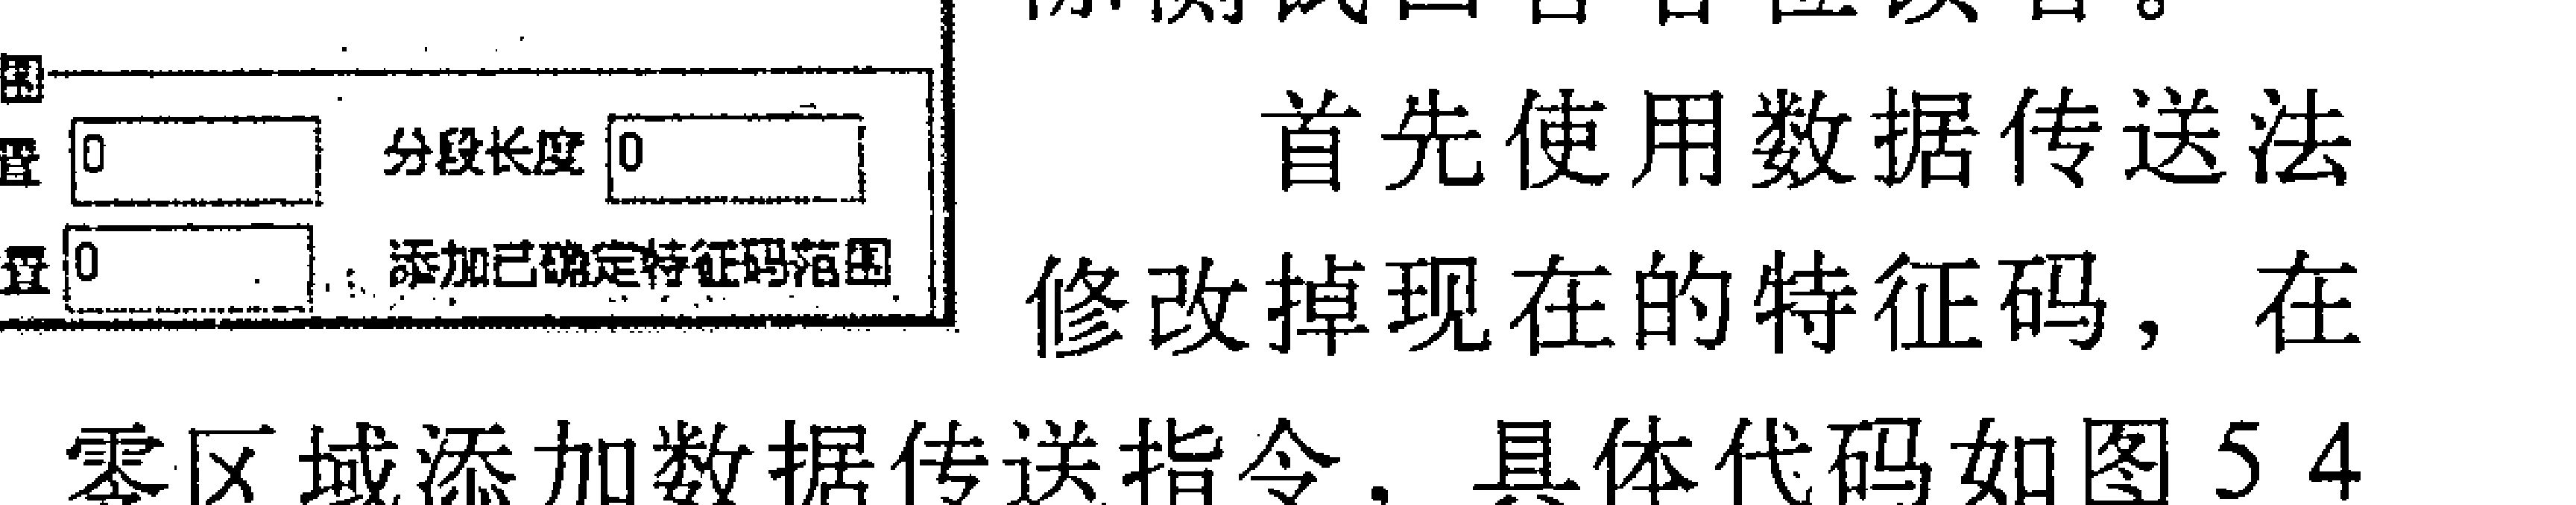 分段长度
0
0
添加已确定特征码范围
0
首先使用数据传送法
修改掉现在的特征码，在
零区域添加数据传送指令，具体代码如图54